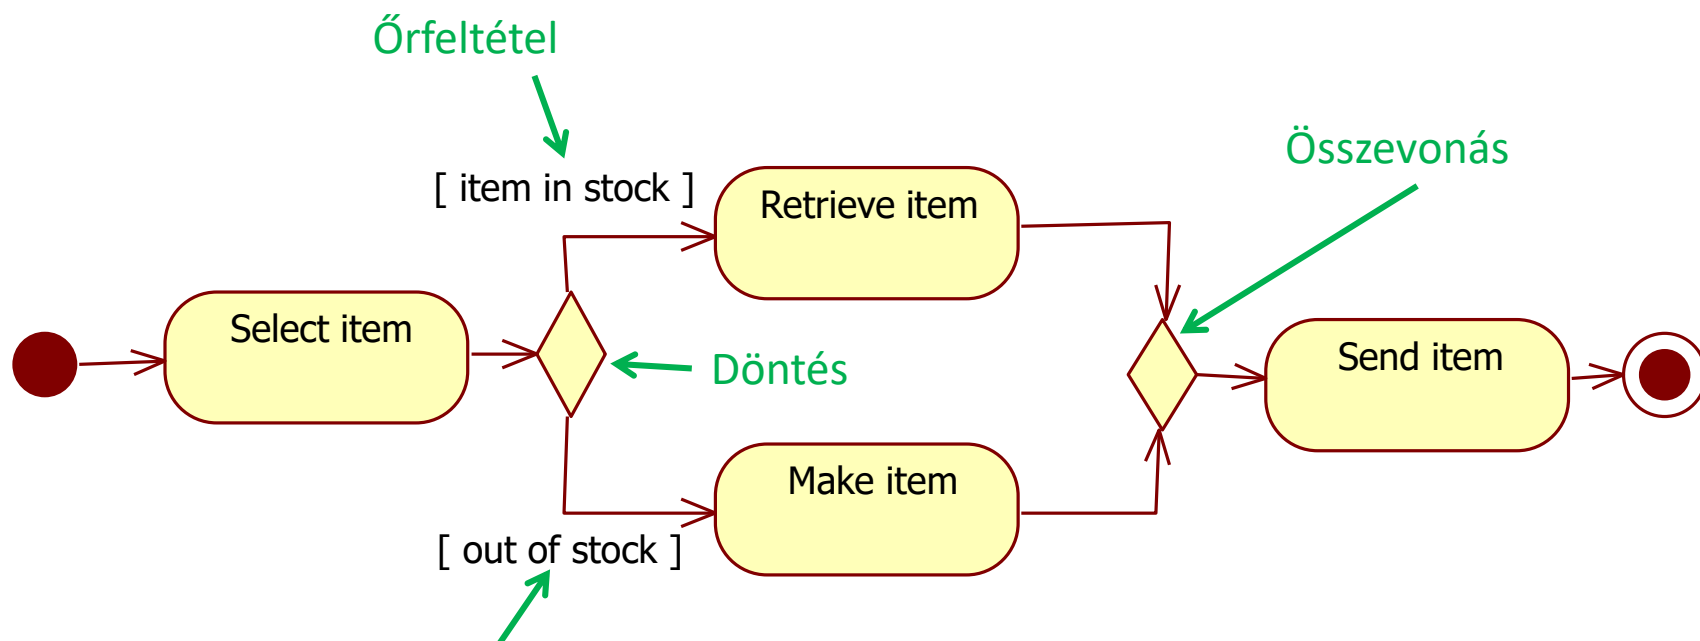 Őrfeltétel
Összevonás
[ item in stock ]
Retrieve item
Select item
Döntés
Send item
Make item
[ out of stock ]